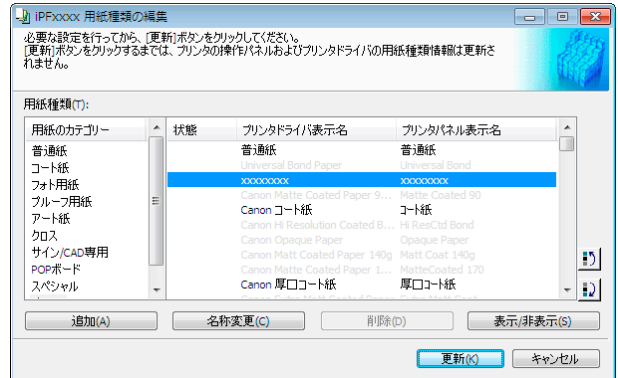 iPFxxxx 用紙種類の編集
必要な設定を行ってから、[更新]ボタンをクリックしてください。
[更新]ボタンをクリックするまでは、プリンタの操作パネルおよびプリンタドライバの用紙種類情報は更新さ
れません。
用紙種類(T):
用紙のカテゴリー 状態 プリンタドライバ表示名 プリンタパネル表示名
普通紙
コート紙
フォト用紙
プルーフ用紙
アート紙
クロス
サイン/CAD専用
POPボード
スペシャル
普通紙 普通紙
Universal Bond Paper Universal Bond
xxxxxxxx xxxxxxxx
Canon Matte Coated Paper 9... Matte Coated 90
Canon コート紙 コート紙
Canon Hi Resolution Coated B... Hi ResCtd Bond
Canon Opaque Paper Opaque Paper
Canon Matt Coated Paper 140g Matt Coat 140g
Canon Matte Coated Paper 1... MatteCoated 170
Canon 厚口コート紙 厚口コート紙
追加(A) 名称変更(C) 削除(D) 表示/非表示(S)
更新(K) キャンセル